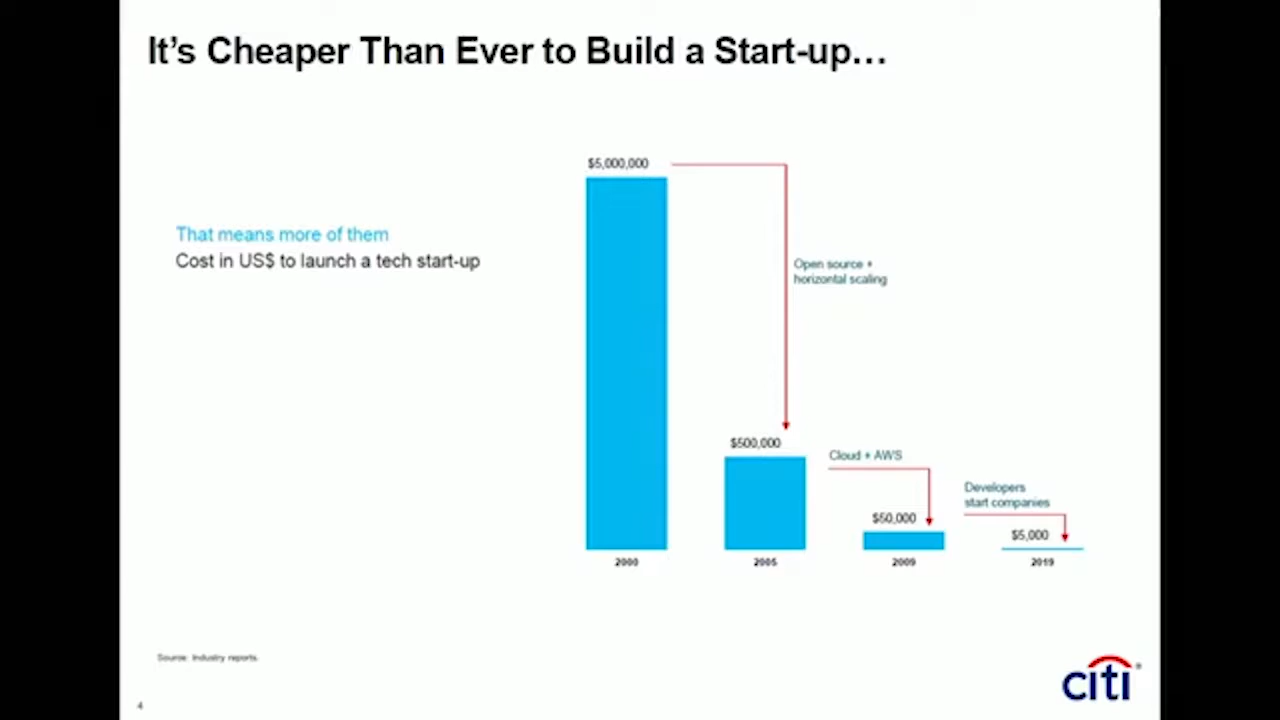 It's Cheaper Than Ever to Build a Start-up…
That means more of them
Cost in US$ to launch a tech start-up
$5,000,000
Open source +
horizontal scaling
$500,000
Cloud + AWS
$50,000
Developers
start companies
$5,000
2000
2005
2009
2019
Source: Industry reports.
4
citi®